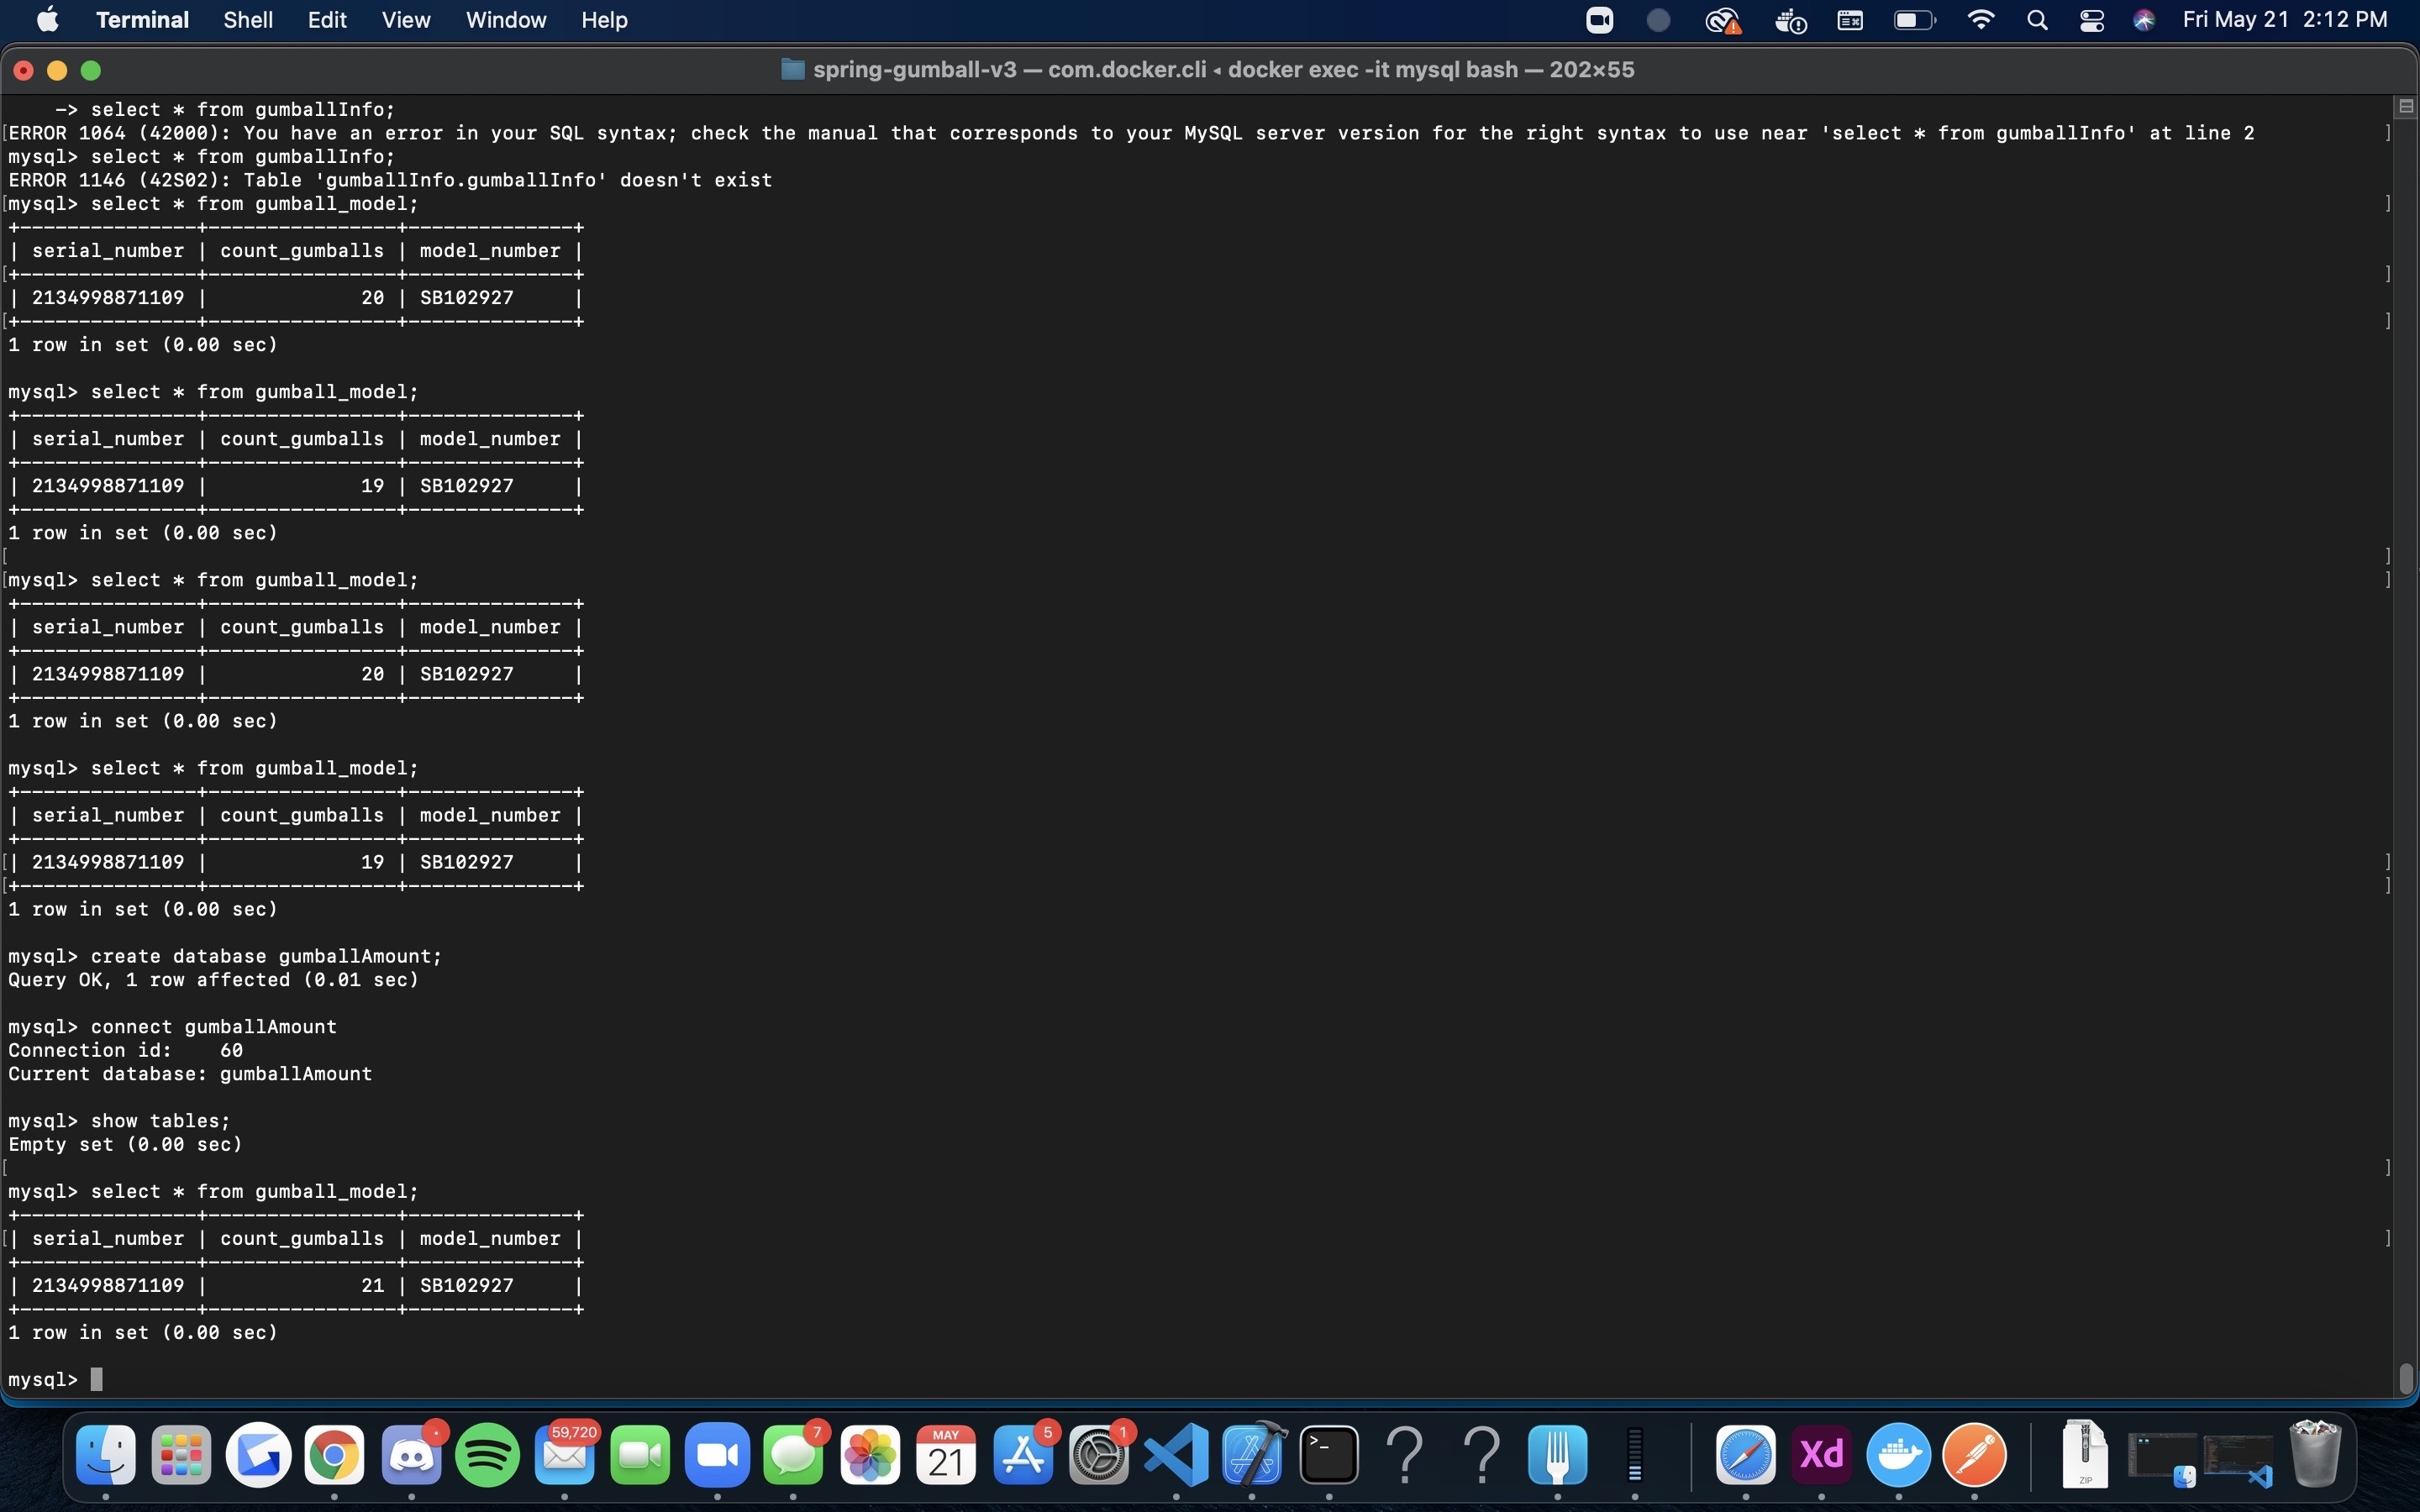 Terminal Shell Edit View Window Help Fri May 21 2:12 PM
spring-gumball-v3 — com.docker.cli ◂ docker exec -it mysql bash — 202×55
    -> select * from gumballInfo;
[ERROR 1064 (42000): You have an error in your SQL syntax; check the manual that corresponds to your MySQL server version for the right syntax to use near 'select * from gumballInfo' at line 2 ]
mysql> select * from gumballInfo;
ERROR 1146 (42S02): Table 'gumballInfo.gumballInfo' doesn't exist
[mysql> select * from gumball_model; ]
+---------------+----------------+--------------+
| serial_number | count_gumballs | model_number |
[+---------------+----------------+--------------+ ]
| 2134998871109 |             20 | SB102927     |
[+---------------+----------------+--------------+ ]
1 row in set (0.00 sec)
mysql> select * from gumball_model;
+---------------+----------------+--------------+
| serial_number | count_gumballs | model_number |
+---------------+----------------+--------------+
| 2134998871109 |             19 | SB102927     |
+---------------+----------------+--------------+
1 row in set (0.00 sec)
[ ]
[mysql> select * from gumball_model; ]
+---------------+----------------+--------------+
| serial_number | count_gumballs | model_number |
+---------------+----------------+--------------+
| 2134998871109 |             20 | SB102927     |
+---------------+----------------+--------------+
1 row in set (0.00 sec)
mysql> select * from gumball_model;
+---------------+----------------+--------------+
| serial_number | count_gumballs | model_number |
+---------------+----------------+--------------+
[| 2134998871109 |             19 | SB102927     | ]
[+---------------+----------------+--------------+ ]
1 row in set (0.00 sec)
mysql> create database gumballAmount;
Query OK, 1 row affected (0.01 sec)
mysql> connect gumballAmount
Connection id:    60
Current database: gumballAmount
mysql> show tables;
Empty set (0.00 sec)
[ ]
mysql> select * from gumball_model;
+---------------+----------------+--------------+
[| serial_number | count_gumballs | model_number | ]
+---------------+----------------+--------------+
| 2134998871109 |             21 | SB102927     |
+---------------+----------------+--------------+
1 row in set (0.00 sec)
mysql>
59,720 7 MAY 21 5 1 >_ ? ? Xd ZIP